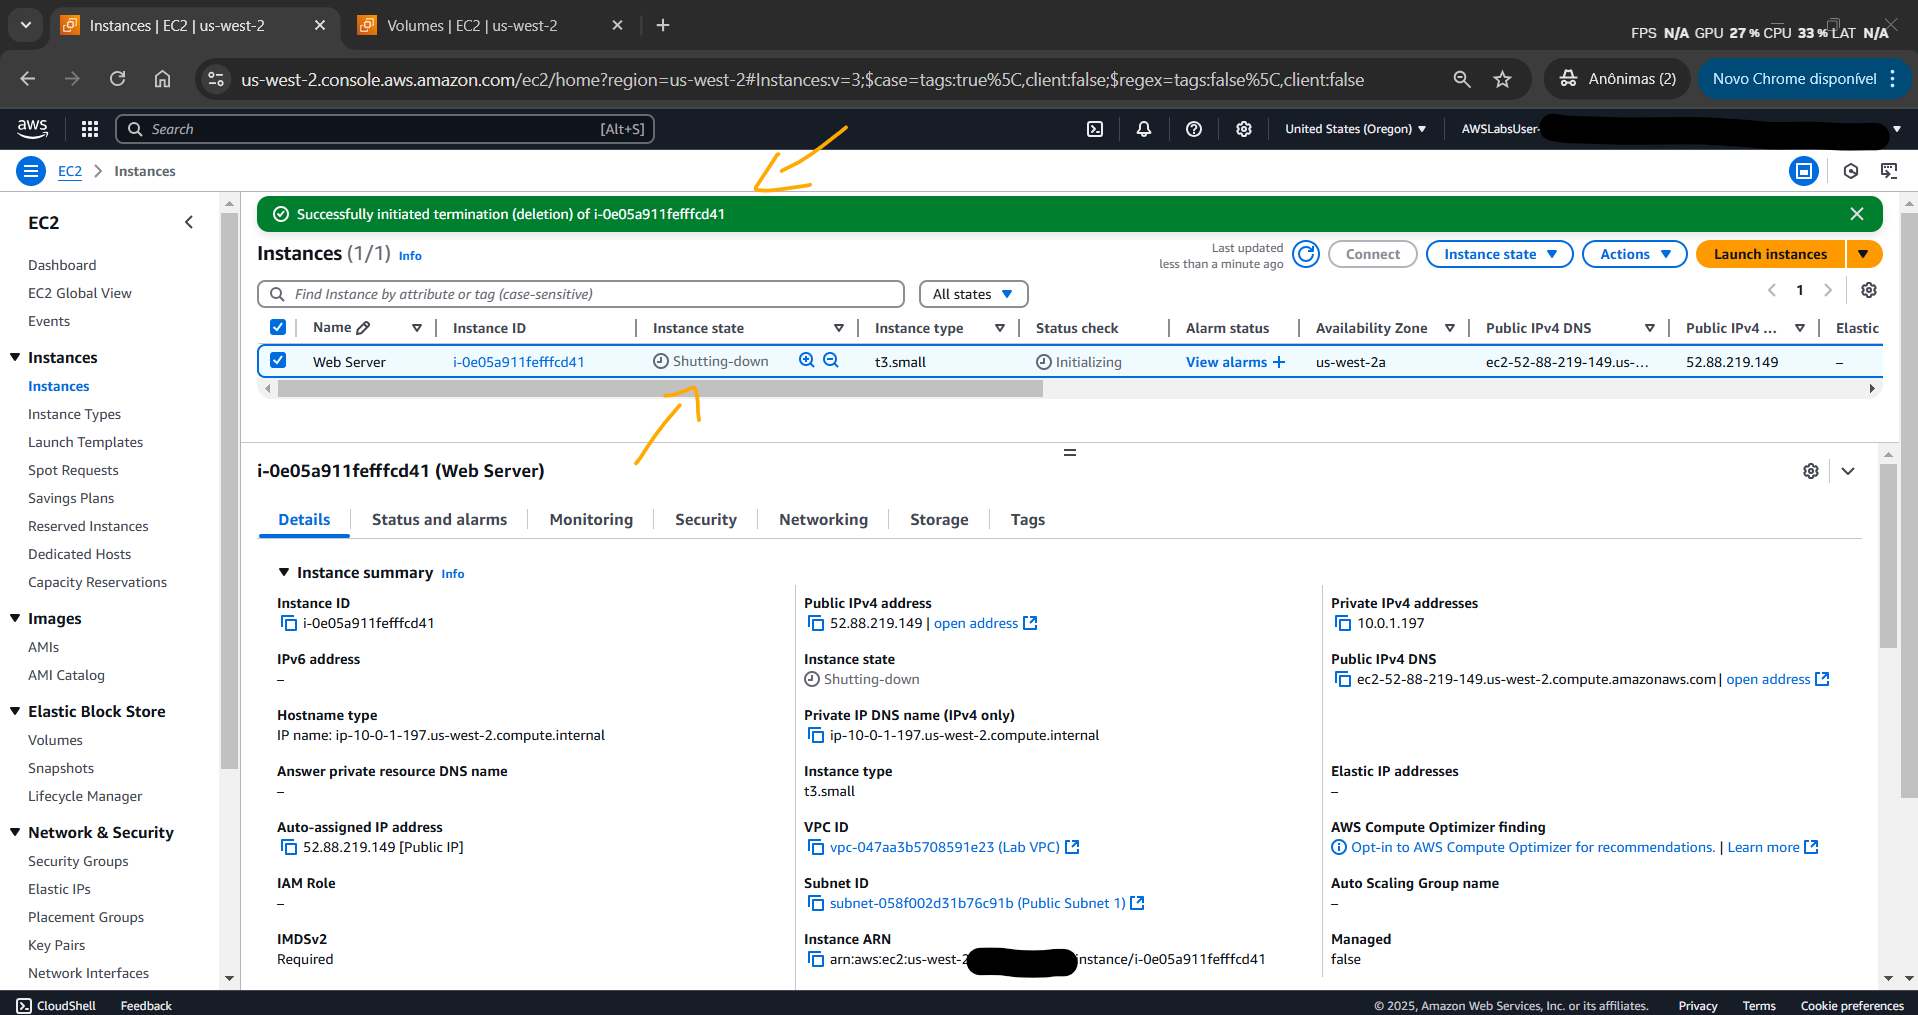 Instances | EC2 | us-west-2
Volumes | EC2 | us-west-2
FPS N/A GPU 27 % CPU 33 % LAT N/A
us-west-2.console.aws.amazon.com/ec2/home?region=us-west-2#Instances:v=3;$case=tags:true%5C,client:false;$regex=tags:false%5C,client:false
Anônimas (2)
Novo Chrome disponível
aws
Search
[Alt+S]
United States (Oregon)
AWSLabsUser-
EC2
Instances
EC2
Dashboard
EC2 Global View
Events
Instances
Instances
Instance Types
Launch Templates
Spot Requests
Savings Plans
Reserved Instances
Dedicated Hosts
Capacity Reservations
Images
AMIs
AMI Catalog
Elastic Block Store
Volumes
Snapshots
Lifecycle Manager
Network & Security
Security Groups
Elastic IPs
Placement Groups
Key Pairs
Network Interfaces
Successfully initiated termination (deletion) of i-0e05a911fefffcd41
Instances (1/1) Info
Last updated
less than a minute ago
Connect
Instance state
Actions
Launch instances
Find Instance by attribute or tag (case-sensitive)
All states
1
Name Instance ID Instance state Instance type Status check Alarm status Availability Zone Public IPv4 DNS Public IPv4 ... Elastic
Web Server i-0e05a911fefffcd41 Shutting-down t3.small Initializing View alarms + us-west-2a ec2-52-88-219-149.us-... 52.88.219.149 –
i-0e05a911fefffcd41 (Web Server)
Details Status and alarms Monitoring Security Networking Storage Tags
Instance summary Info
Instance ID
i-0e05a911fefffcd41
Public IPv4 address
52.88.219.149 | open address
Private IPv4 addresses
10.0.1.197
IPv6 address
–
Instance state
Shutting-down
Public IPv4 DNS
ec2-52-88-219-149.us-west-2.compute.amazonaws.com | open address
Hostname type
IP name: ip-10-0-1-197.us-west-2.compute.internal
Private IP DNS name (IPv4 only)
ip-10-0-1-197.us-west-2.compute.internal
Answer private resource DNS name
–
Instance type
t3.small
Elastic IP addresses
–
Auto-assigned IP address
52.88.219.149 [Public IP]
VPC ID
vpc-047aa3b5708591e23 (Lab VPC)
AWS Compute Optimizer finding
Opt-in to AWS Compute Optimizer for recommendations. | Learn more
IAM Role
–
Subnet ID
subnet-058f002d31b76c91b (Public Subnet 1)
Auto Scaling Group name
–
IMDSv2
Required
Instance ARN
arn:aws:ec2:us-west-2 instance/i-0e05a911fefffcd41
Managed
false
CloudShell
Feedback
© 2025, Amazon Web Services, Inc. or its affiliates.
Privacy
Terms
Cookie preferences